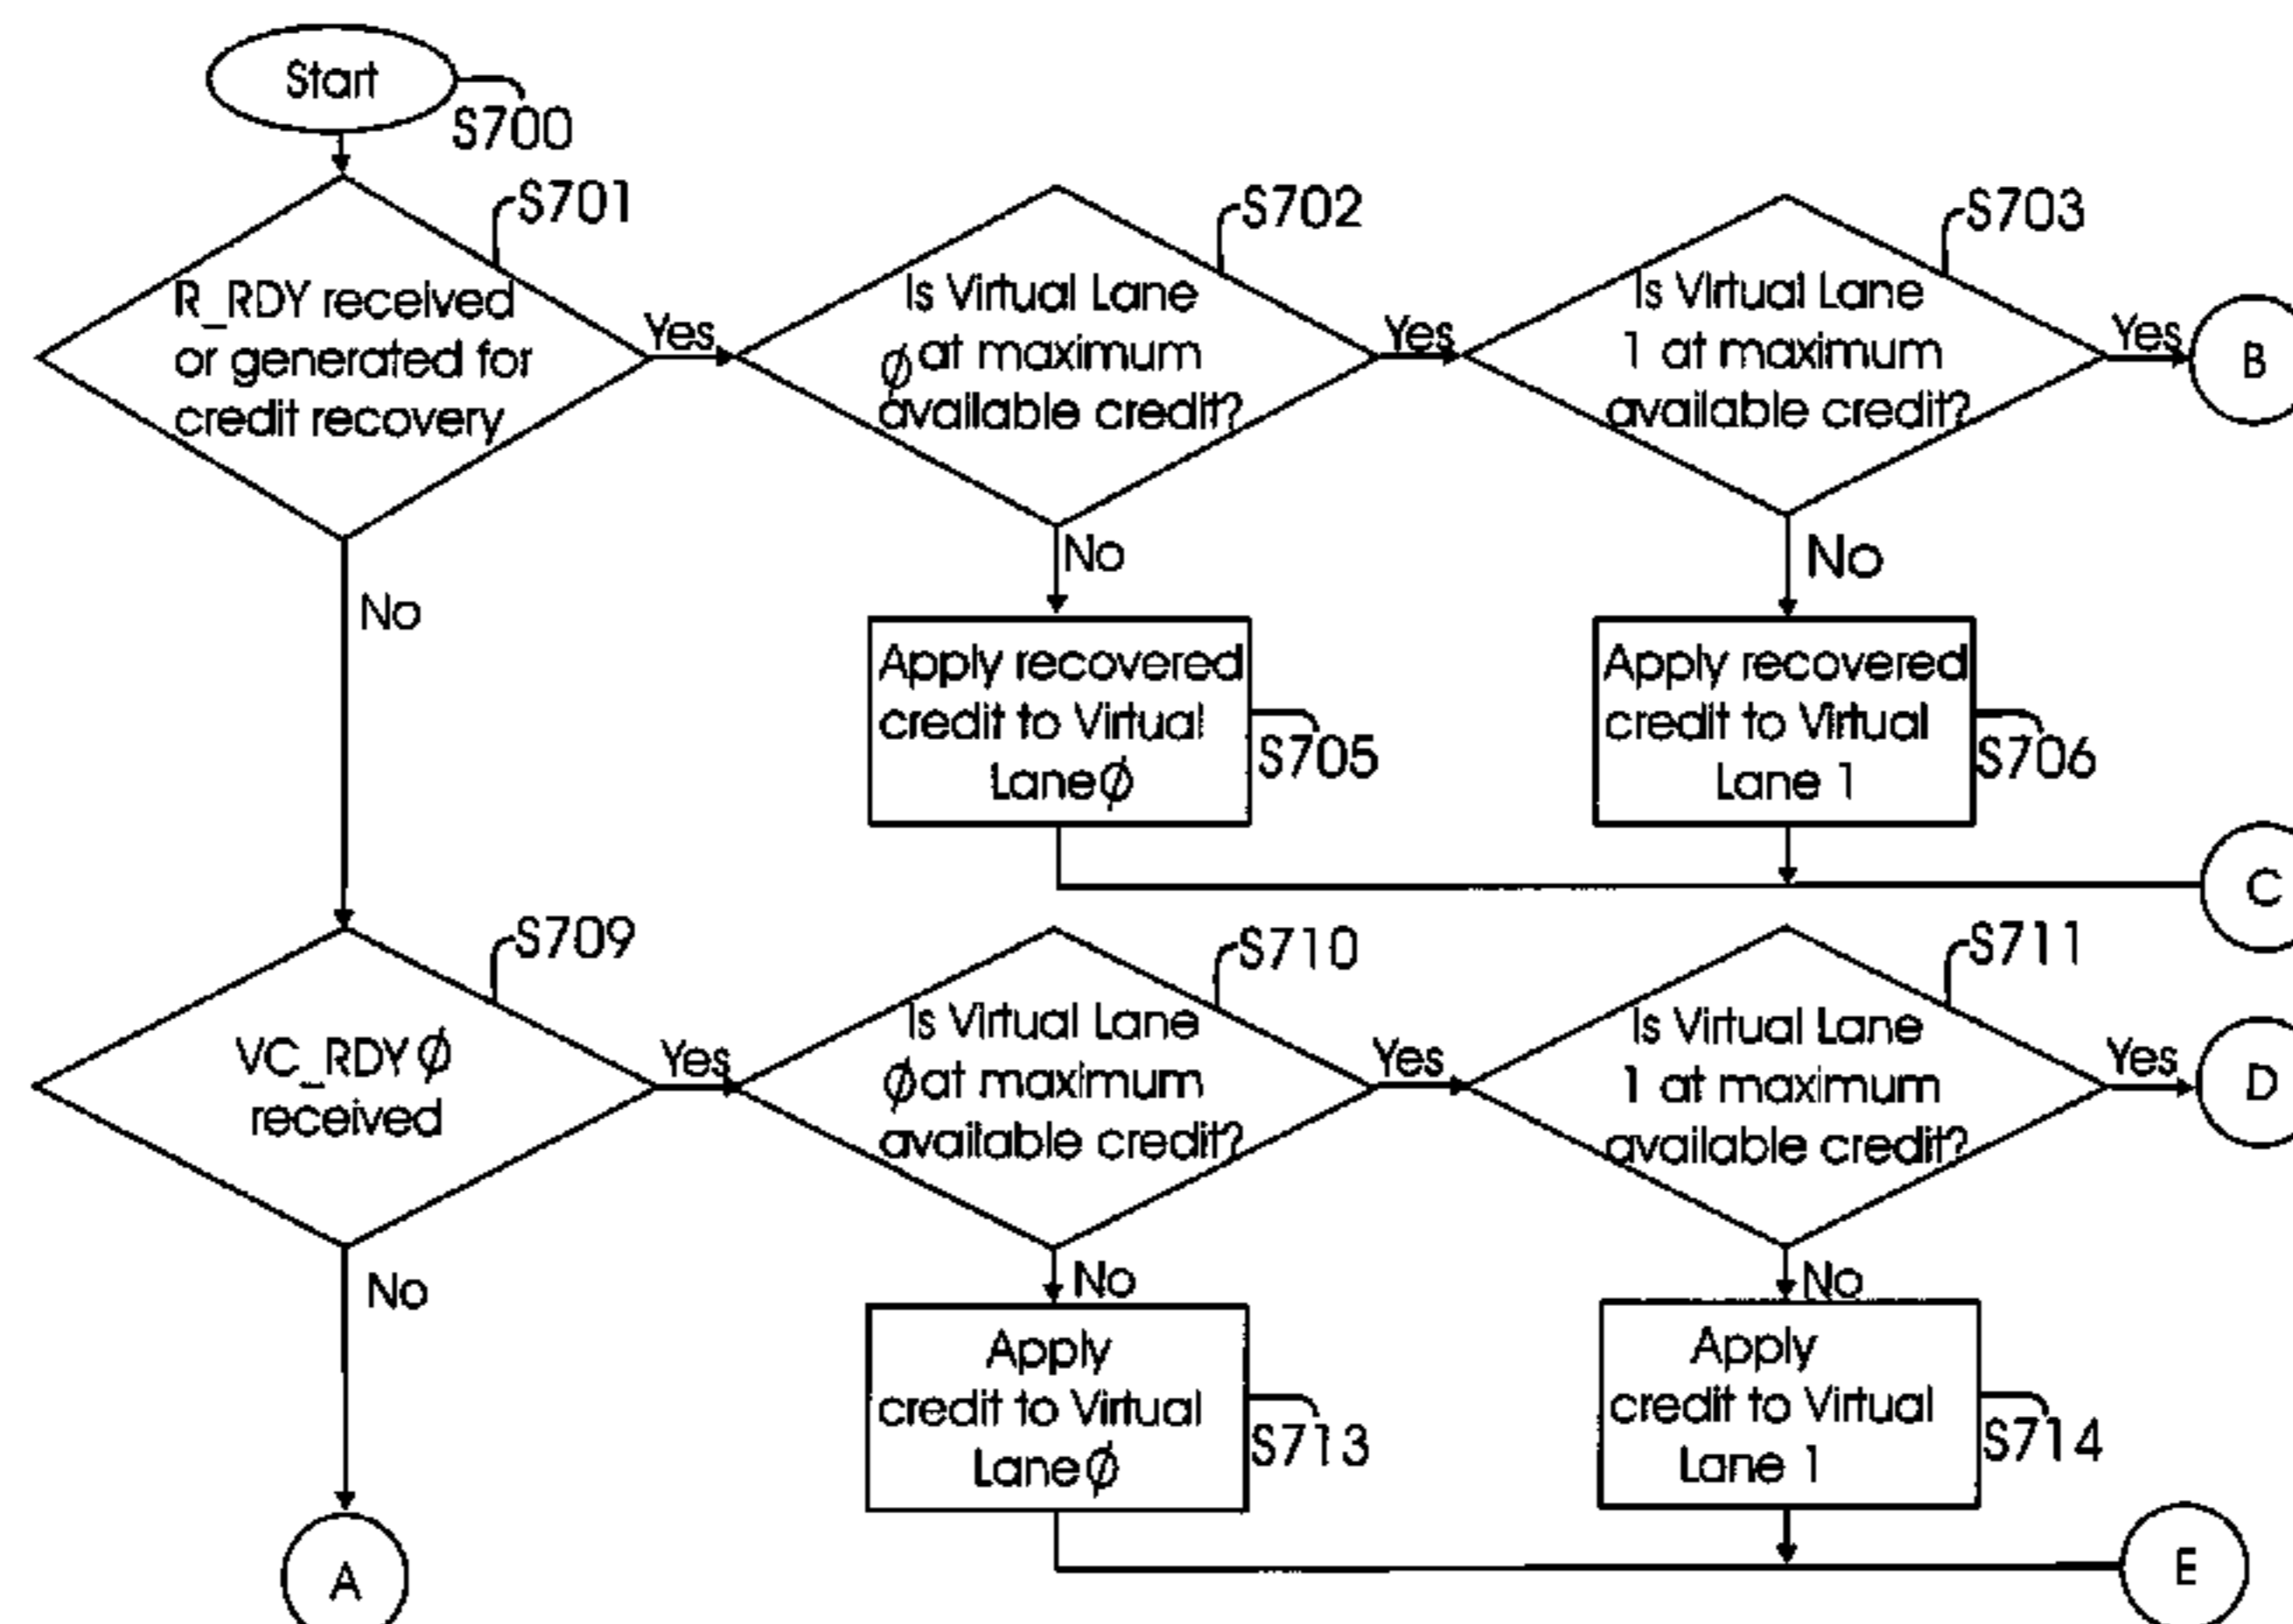 Start
S700
S701
R_RDY received
or generated for
credit recovery
Yes
No
S702
Is Virtual Lane
∅ at maximum
available credit?
Yes
No
S703
Is Virtual Lane
1 at maximum
available credit?
Yes
No
B
Apply recovered
credit to Virtual
Lane ∅
S705
Apply recovered
credit to Virtual
Lane 1
S706
C
S709
VC_RDY ∅
received
Yes
No
S710
Is Virtual Lane
∅ at maximum
available credit?
Yes
No
S711
Is Virtual Lane
1 at maximum
available credit?
Yes
No
D
Apply
credit to Virtual
Lane ∅
S713
Apply
credit to Virtual
Lane 1
S714
A
E